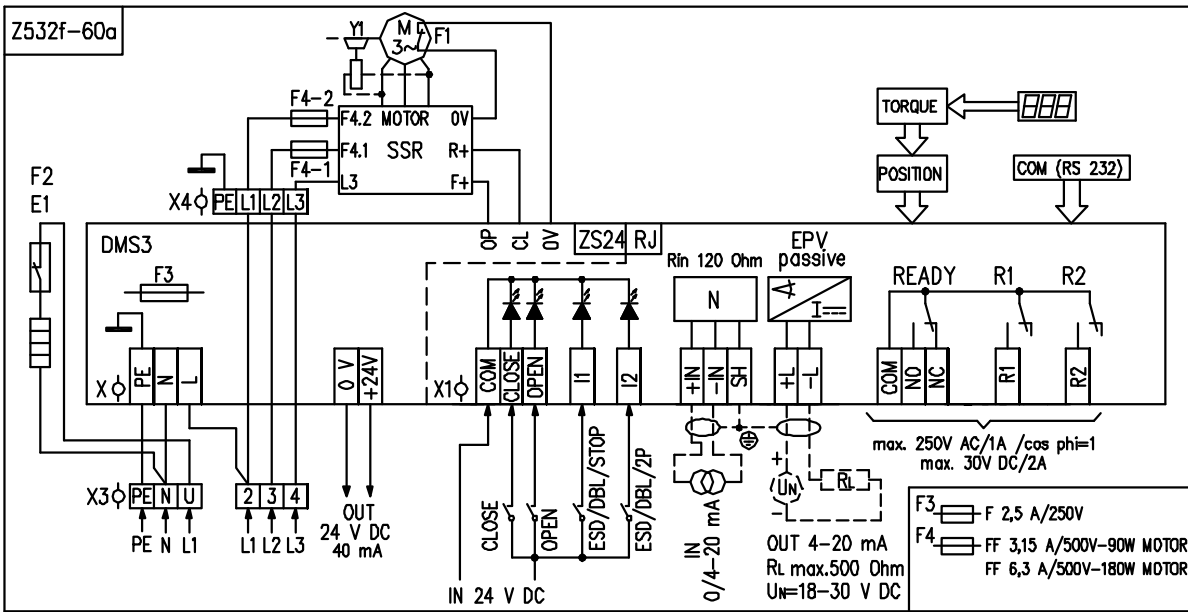 Z532f-60a
Y1
M
3~
F1
F4-2
F4.2 MOTOR 0V
F4.1 SSR R+
F4-1
L3 F+
TORQUE
POSITION
COM (RS 232)
F2
E1
X4 PE L1 L2 L3
DMS3
F3
OP CL 0V
ZS24 RJ
Rin 120 Ohm
N
EPV
passive
I
READY R1 R2
X PE N L
0 V +24V
X1 COM CLOSE OPEN I1 I2
+IN -IN SH
+L -L
COM NO NC R1 R2
max. 250V AC/1A /cos phi=1
max. 30V DC/2A
X3 PE N U 2 3 4
PE N L1 L1 L2 L3
OUT
24 V DC
40 mA
CLOSE
OPEN
ESD/DBL/STOP
ESD/DBL/2P
IN 24 V DC
IN
0/4-20 mA
+
UN
-
RL
OUT 4-20 mA
RL max.500 Ohm
UN=18-30 V DC
F3 F 2,5 A/250V
F4 FF 3,15 A/500V-90W MOTOR
FF 6,3 A/500V-180W MOTOR